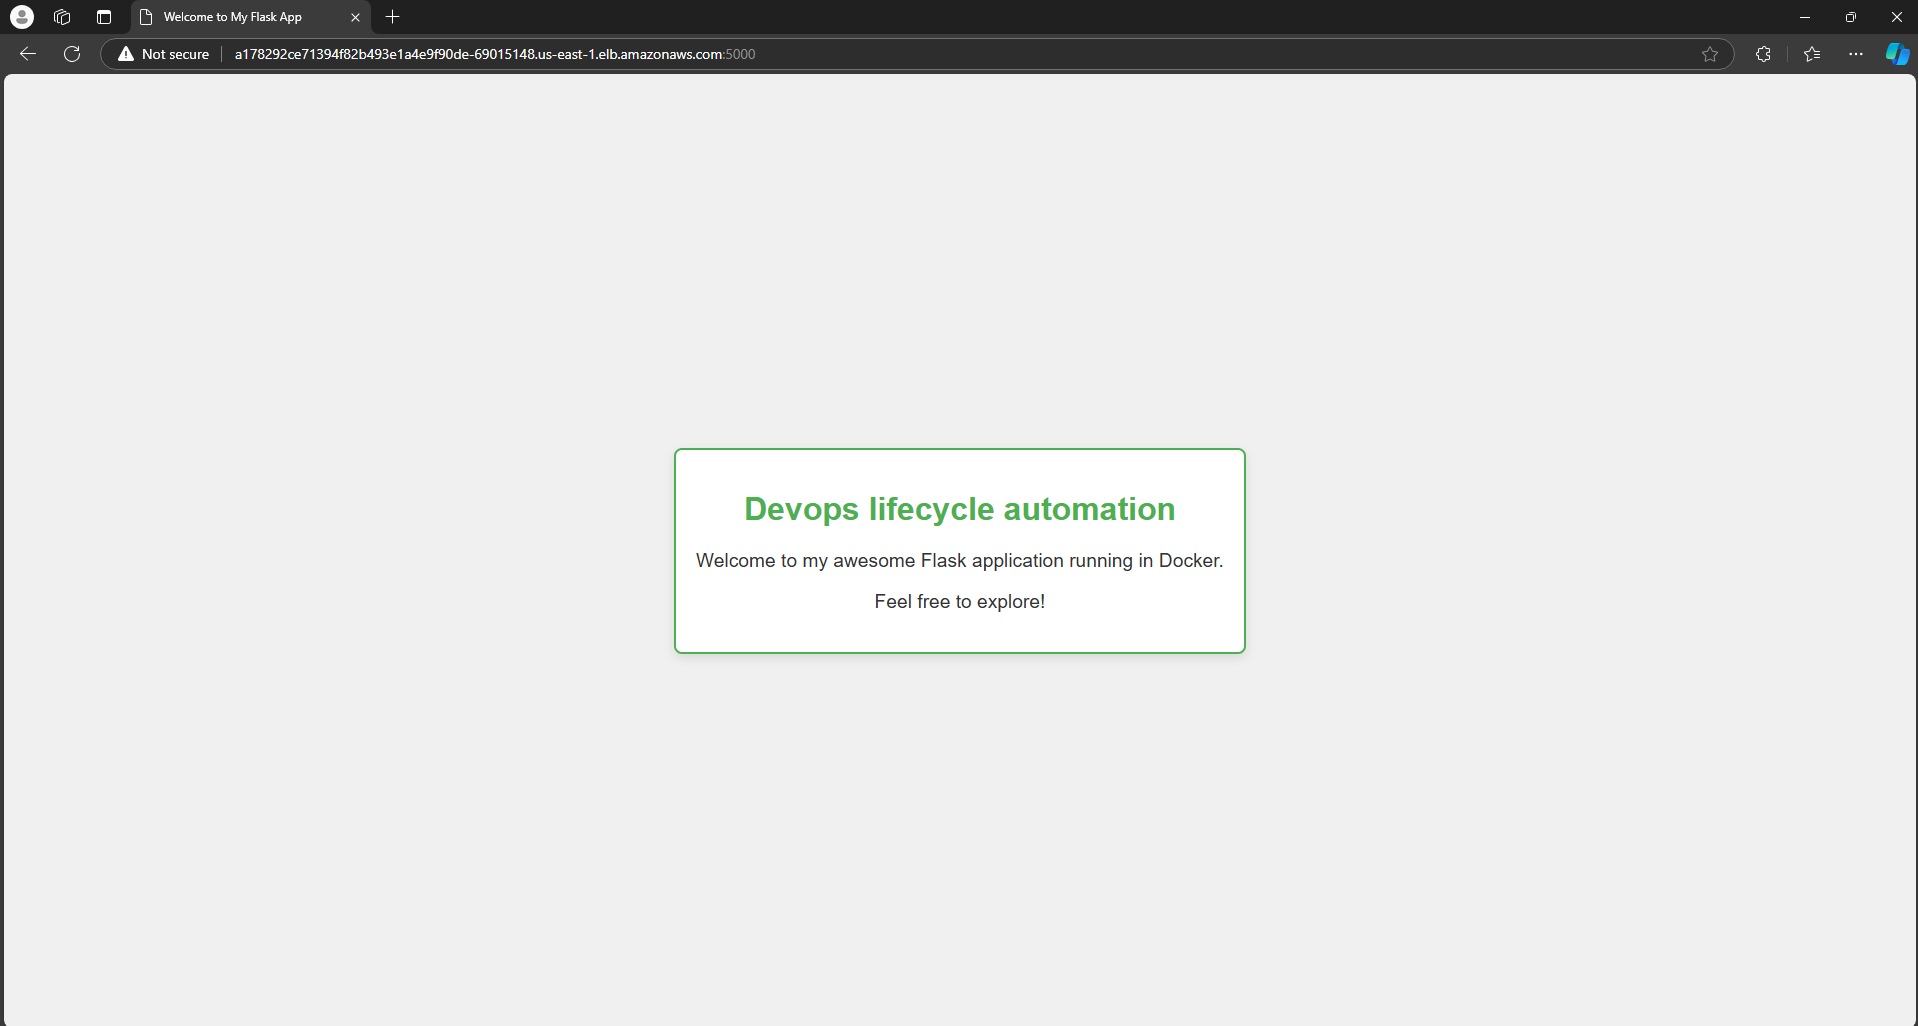 Welcome to My Flask App
Not secure
a178292ce71394f82b493e1a4e9f90de-69015148.us-east-1.elb.amazonaws.com:5000
Devops lifecycle automation
Welcome to my awesome Flask application running in Docker.
Feel free to explore!